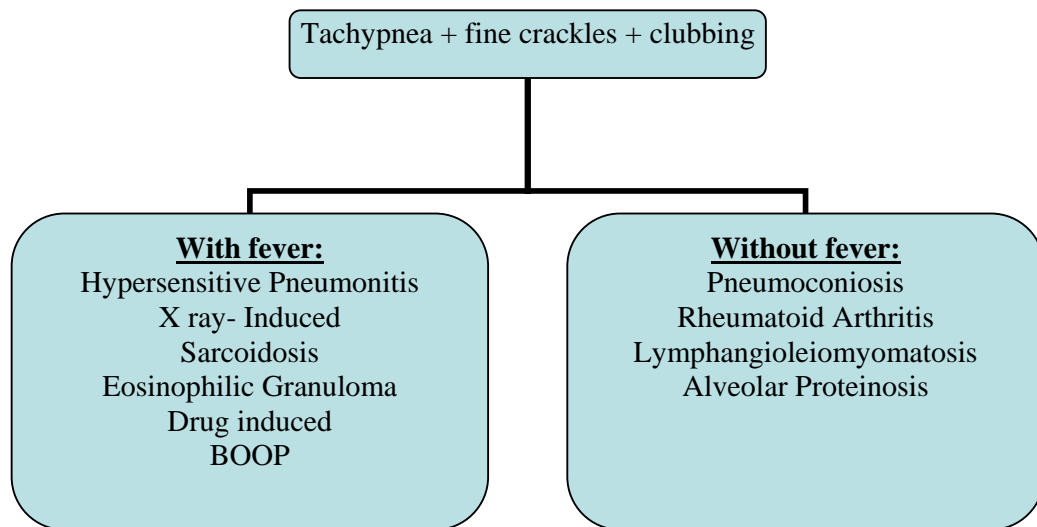 Tachypnea + fine crackles + clubbing
With fever:
Hypersensitive Pneumonitis
X ray- Induced
Sarcoidosis
Eosinophilic Granuloma
Drug induced
BOOP
Without fever:
Pneumoconiosis
Rheumatoid Arthritis
Lymphangioleiomyomatosis
Alveolar Proteinosis